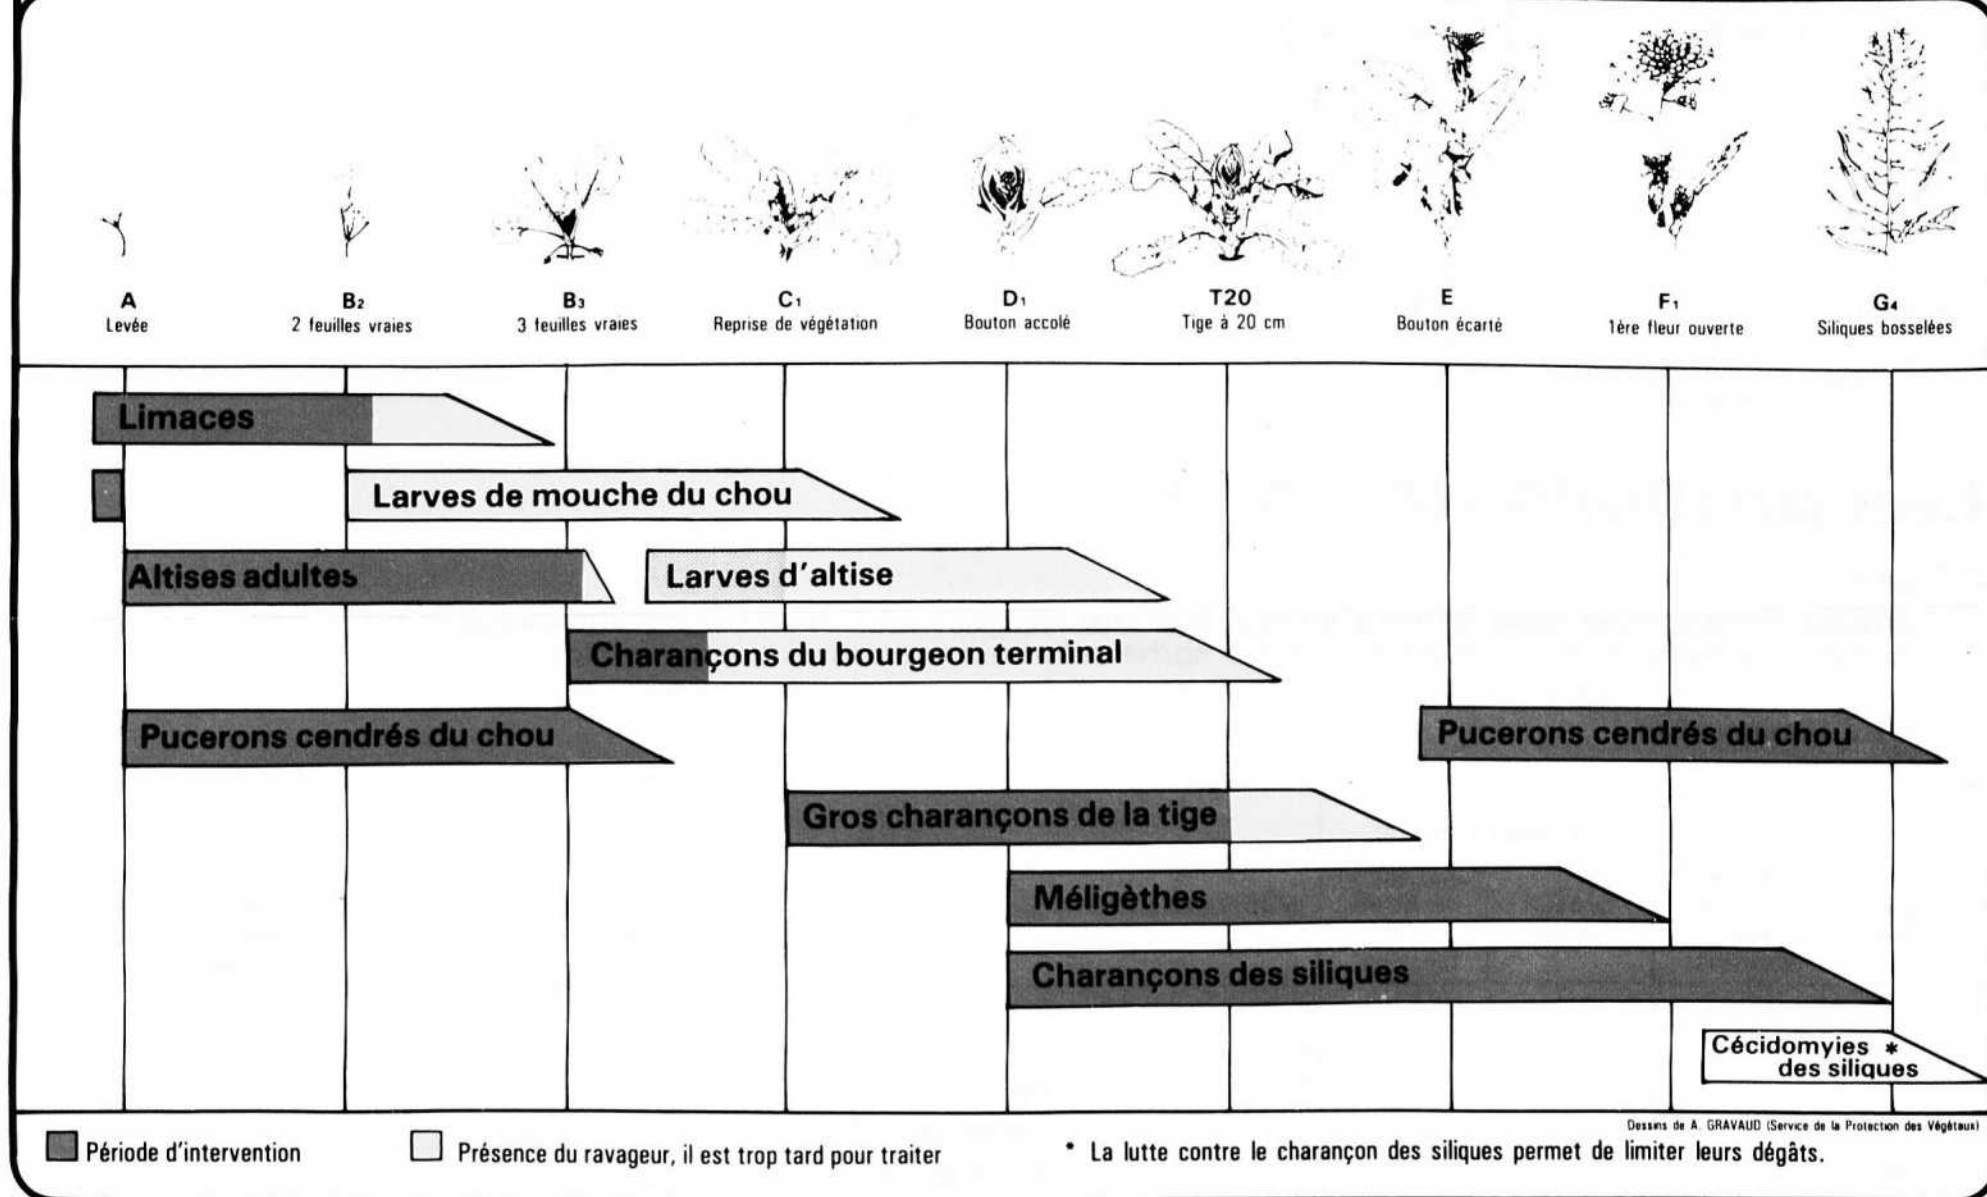 A
Levée
B2
2 feuilles vraies
B3
3 feuilles vraies
C1
Reprise de végétation
D1
Bouton accolé
T20
Tige à 20 cm
E
Bouton écarté
F1
1ère fleur ouverte
G4
Siliques bosselées
Limaces
Larves de mouche du chou
Altises adultes
Larves d'altise
Charançons du bourgeon terminal
Pucerons cendrés du chou
Pucerons cendrés du chou
Gros charançons de la tige
Méligèthes
Charançons des siliques
Cécidomyies *
des siliques
Dessins de A. GRAVAUD (Service de la Protection des Végétaux)
Période d'intervention
Présence du ravageur, il est trop tard pour traiter
* La lutte contre le charançon des siliques permet de limiter leurs dégâts.